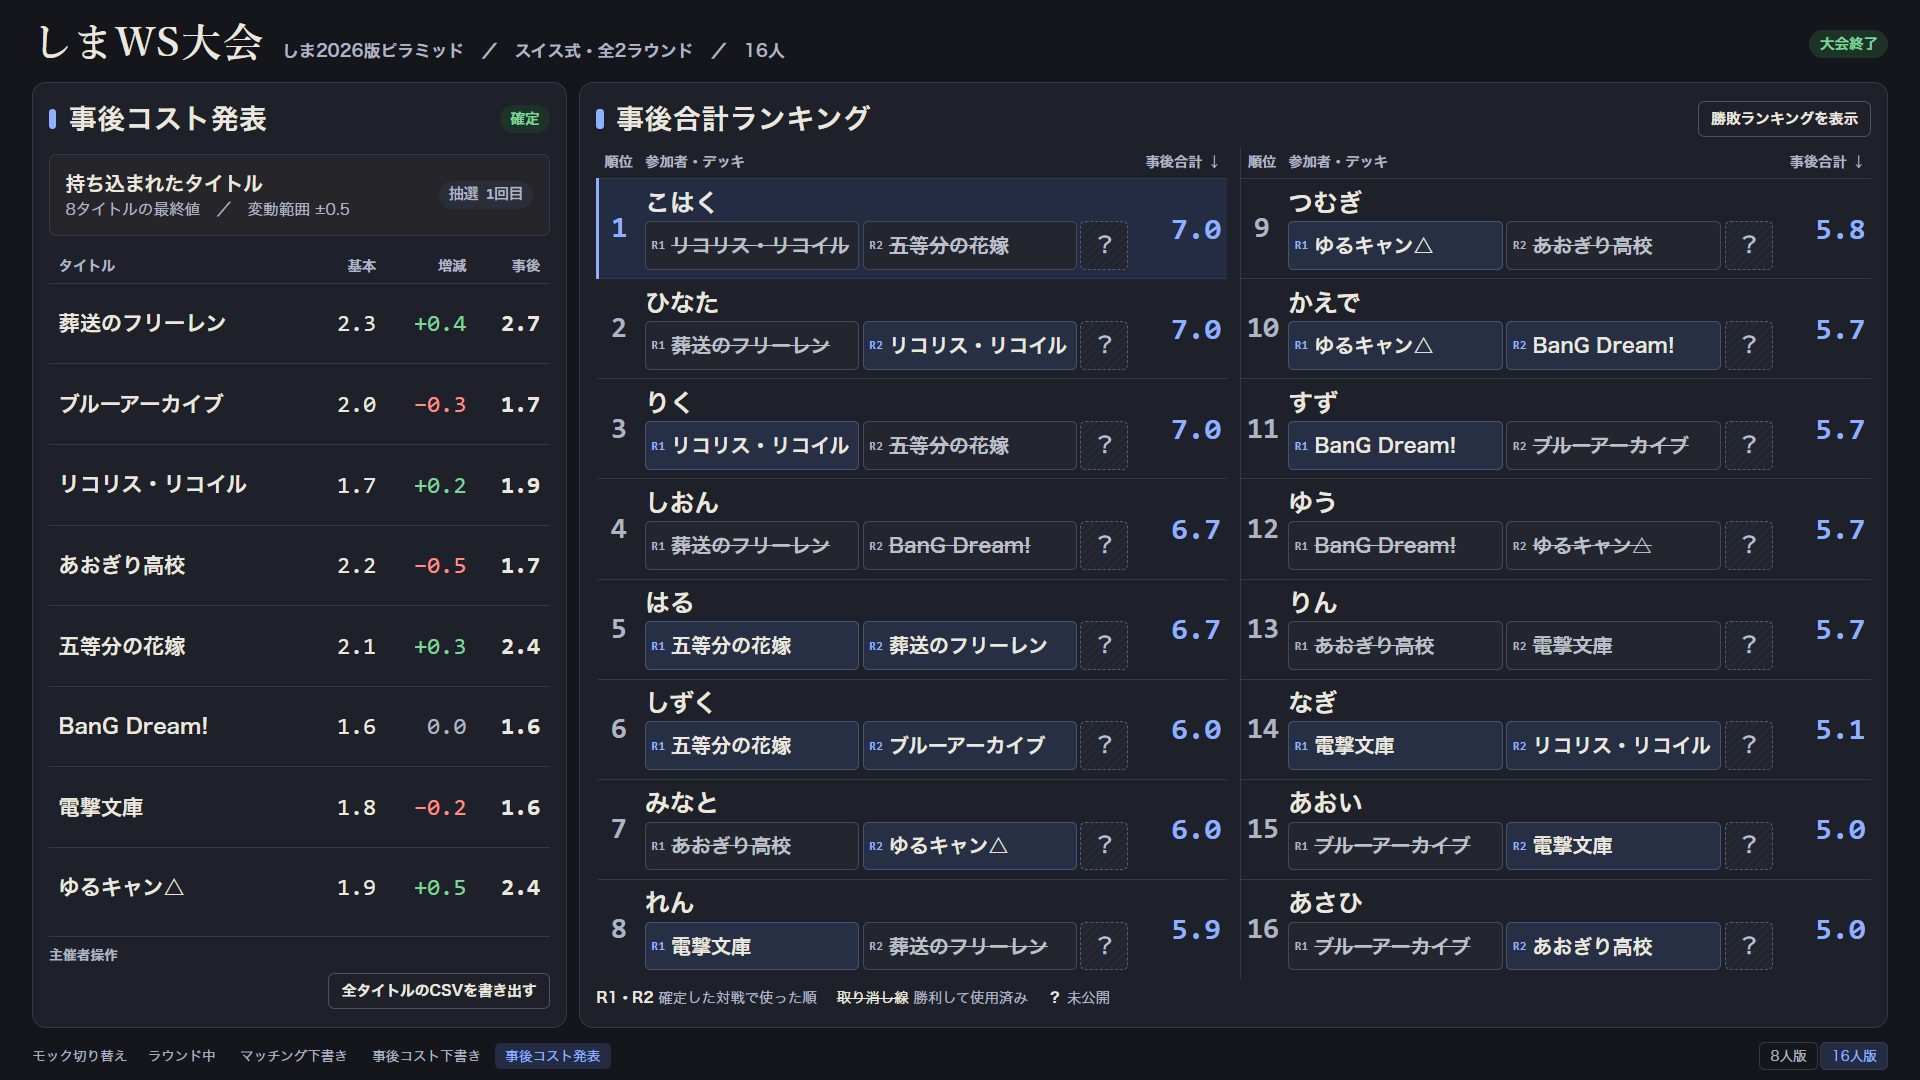 しまWS大会
しま2026版ピラミッド ／ スイス式・全2ラウンド ／ 16人
大会終了
事後コスト発表
確定
持ち込まれたタイトル
8タイトルの最終値 ／ 変動範囲 ±0.5
抽選 1回目
タイトル 基本 増減 事後
葬送のフリーレン 2.3 +0.4 2.7
ブルーアーカイブ 2.0 −0.3 1.7
リコリス・リコイル 1.7 +0.2 1.9
あおぎり高校 2.2 −0.5 1.7
五等分の花嫁 2.1 +0.3 2.4
BanG Dream! 1.6 0.0 1.6
電撃文庫 1.8 −0.2 1.6
ゆるキャン△ 1.9 +0.5 2.4
主催者操作
全タイトルのCSVを書き出す
事後合計ランキング
勝敗ランキングを表示
順位 参加者・デッキ 事後合計 ↓
1 こはく 7.0
R1 リコリス・リコイル R2 五等分の花嫁 ?
2 ひなた 7.0
R1 葬送のフリーレン R2 リコリス・リコイル ?
3 りく 7.0
R1 リコリス・リコイル R2 五等分の花嫁 ?
4 しおん 6.7
R1 葬送のフリーレン R2 BanG Dream! ?
5 はる 6.7
R1 五等分の花嫁 R2 葬送のフリーレン ?
6 しずく 6.0
R1 五等分の花嫁 R2 ブルーアーカイブ ?
7 みなと 6.0
R1 あおぎり高校 R2 ゆるキャン△ ?
8 れん 5.9
R1 電撃文庫 R2 葬送のフリーレン ?
順位 参加者・デッキ 事後合計 ↓
9 つむぎ 5.8
R1 ゆるキャン△ R2 あおぎり高校 ?
10 かえで 5.7
R1 ゆるキャン△ R2 BanG Dream! ?
11 すず 5.7
R1 BanG Dream! R2 ブルーアーカイブ ?
12 ゆう 5.7
R1 BanG Dream! R2 ゆるキャン△ ?
13 りん 5.7
R1 あおぎり高校 R2 電撃文庫 ?
14 なぎ 5.1
R1 電撃文庫 R2 リコリス・リコイル ?
15 あおい 5.0
R1 ブルーアーカイブ R2 電撃文庫 ?
16 あさひ 5.0
R1 ブルーアーカイブ R2 あおぎり高校 ?
R1・R2 確定した対戦で使った順 取り消し線 勝利して使用済み ? 未公開
モック切り替え ラウンド中 マッチング下書き 事後コスト下書き 事後コスト発表
8人版 16人版